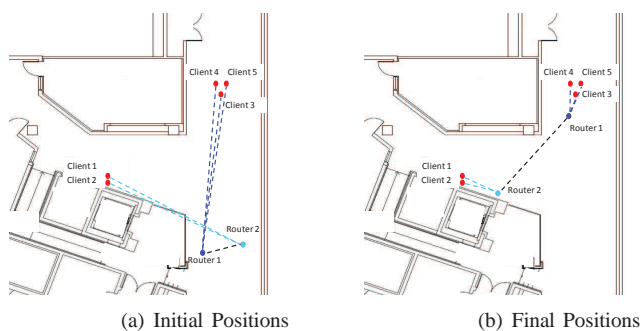 Client 4 Client 5
Client 3
Client 1
Client 2
Router 2
Router 1
(a) Initial Positions
Client 4 Client 5
Client 3
Router 1
Client 1
Client 2
Router 2
(b) Final Positions